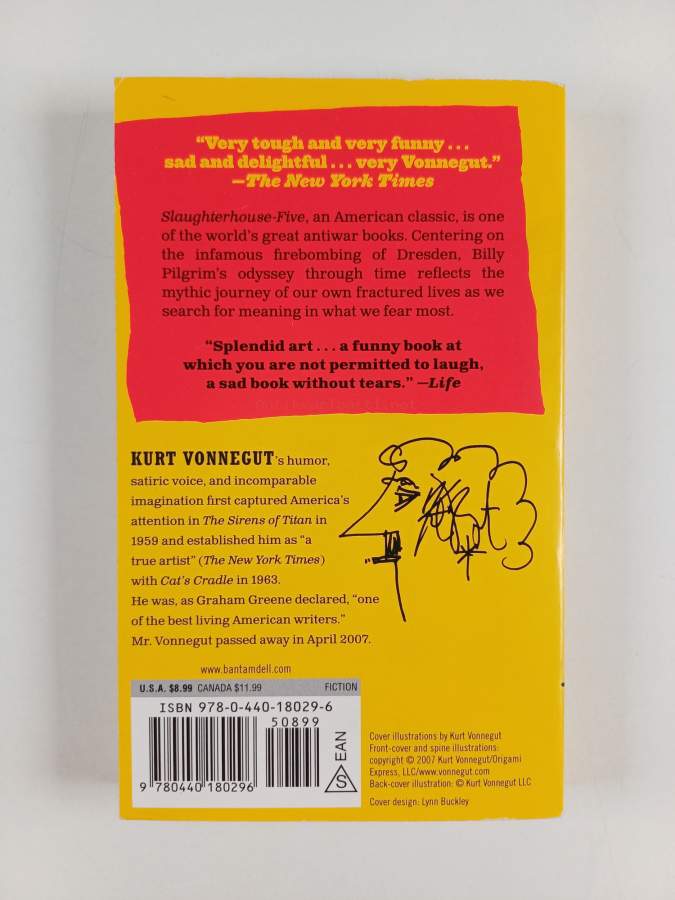 “Very tough and very funny . . .
sad and delightful . . . very Vonnegut.”
—The New York Times
Slaughterhouse-Five, an American classic, is one
of the world’s great antiwar books. Centering on
the infamous firebombing of Dresden, Billy
Pilgrim’s odyssey through time reflects the
mythic journey of our own fractured lives as we
search for meaning in what we fear most.
“Splendid art . . . a funny book at
which you are not permitted to laugh,
a sad book without tears.” —Life
KURT VONNEGUT’s humor,
satiric voice, and incomparable
imagination first captured America’s
attention in The Sirens of Titan in
1959 and established him as “a
true artist” (The New York Times)
with Cat’s Cradle in 1963.
He was, as Graham Greene declared, “one
of the best living American writers.”
Mr. Vonnegut passed away in April 2007.
www.bantamdell.com
U.S.A. $8.99 CANADA $11.99 FICTION
ISBN 978-0-440-18029-6
50899
9 780440 180296
S EAN
Cover illustrations by Kurt Vonnegut
Front-cover and spine illustrations:
copyright © 2007 Kurt Vonnegut/Origami
Express, LLC/www.vonnegut.com
Back-cover illustration: © Kurt Vonnegut LLC
Cover design: Lynn Buckley